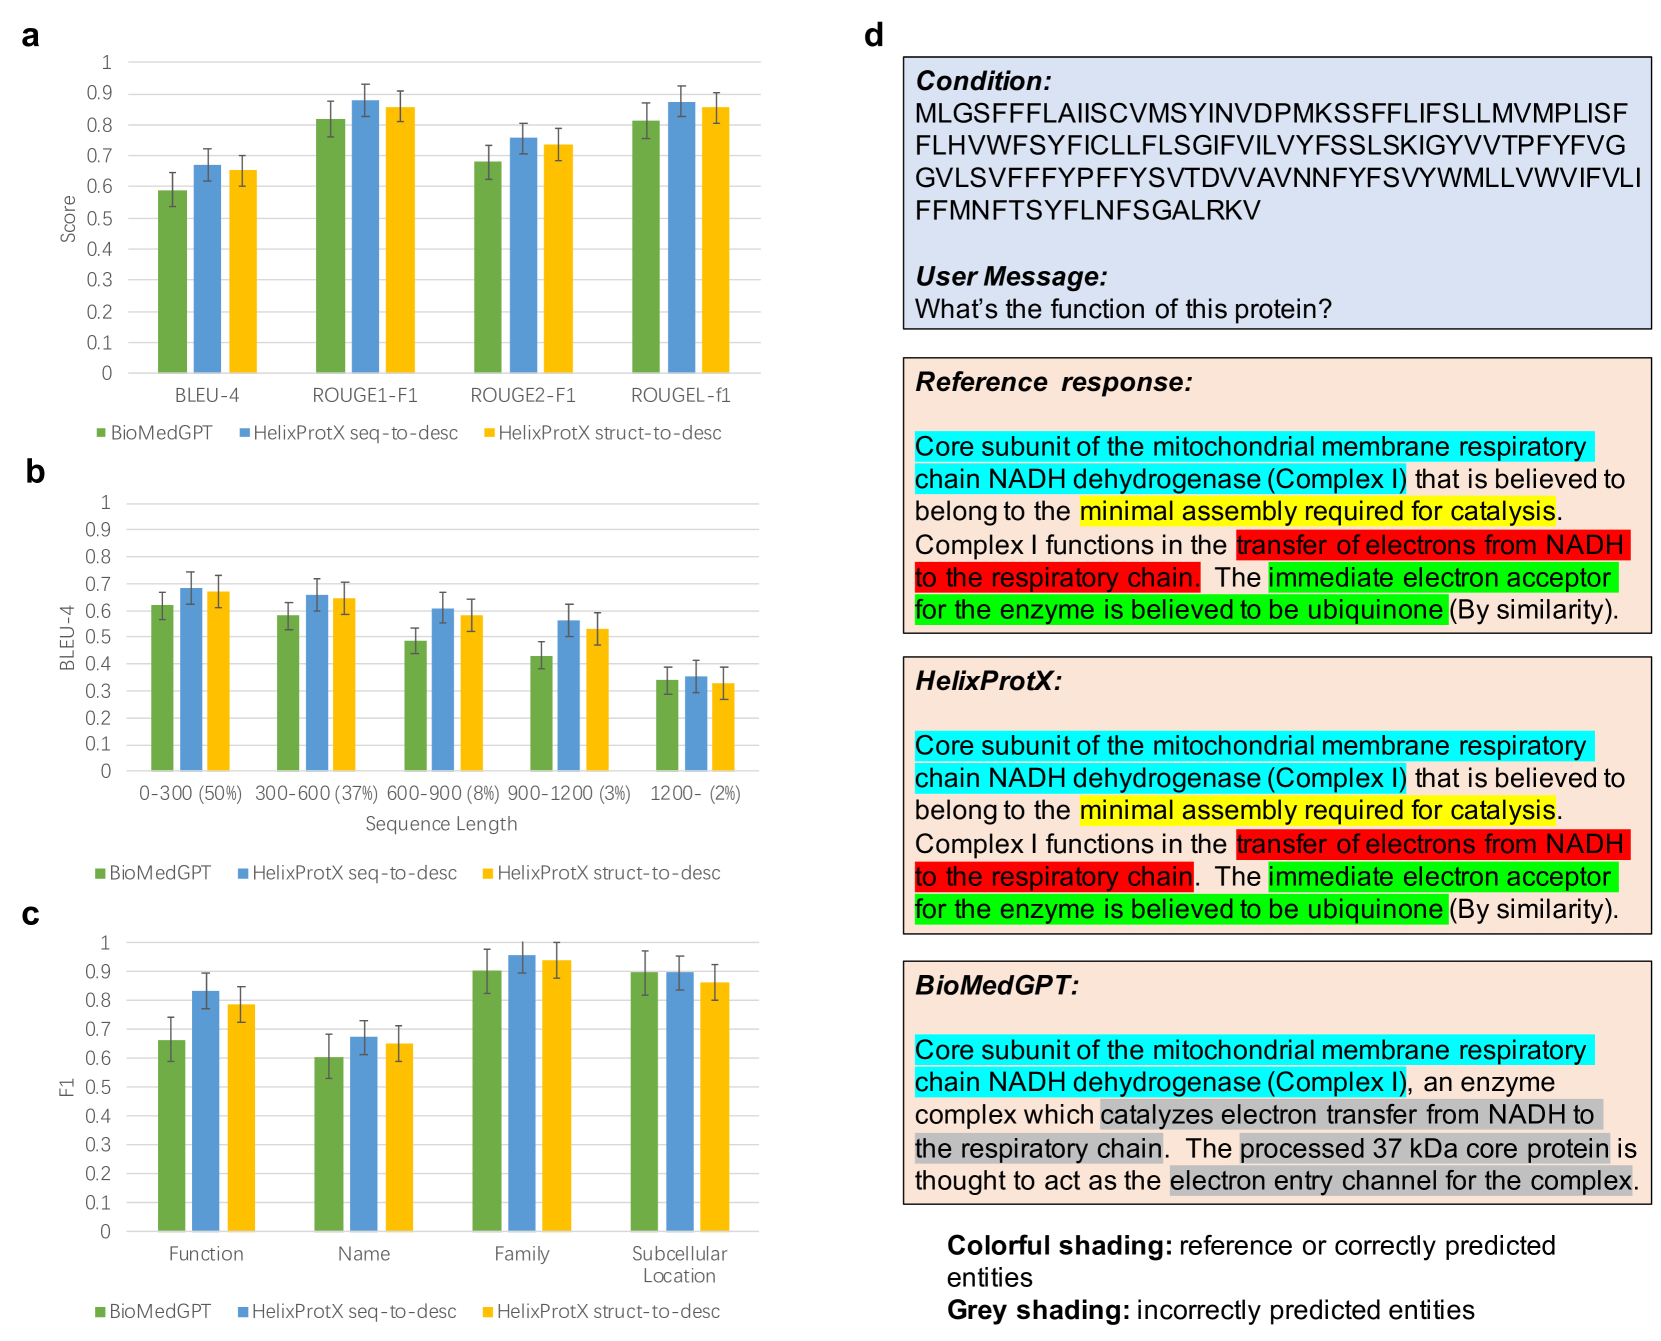 a
1
0.9
0.8
0.7
0.6
0.5
0.4
0.3
0.2
0.1
0
Score
BLEU-4 ROUGE1-F1 ROUGE2-F1 ROUGEL-f1
BioMedGPT HelixProtX seq-to-desc HelixProtX struct-to-desc
b
1
0.9
0.8
0.7
0.6
0.5
0.4
0.3
0.2
0.1
0
BLEU-4
0-300 (50%) 300-600 (37%) 600-900 (8%) 900-1200 (3%) 1200- (2%)
Sequence Length
BioMedGPT HelixProtX seq-to-desc HelixProtX struct-to-desc
c
1
0.9
0.8
0.7
0.6
0.5
0.4
0.3
0.2
0.1
0
F1
Function Name Family Subcellular
Location
BioMedGPT HelixProtX seq-to-desc HelixProtX struct-to-desc
d
Condition:
MLGSFFFLAIISCVMSYINVDPMKSSFFLIFSLLMVMPLISF
FLHVWFSYFICLLFLSGIFVILVYFSSLSKIGYVVTPFYFVG
GVLSVFFFYPFFYSVTDVVAVNNFYFSVYWMLLVWVIFVLI
FFMNFTSYFLNFSGALRKV
User Message:
What's the function of this protein?
Reference response:
Core subunit of the mitochondrial membrane respiratory
chain NADH dehydrogenase (Complex I) that is believed to
belong to the minimal assembly required for catalysis.
Complex I functions in the transfer of electrons from NADH
to the respiratory chain. The immediate electron acceptor
for the enzyme is believed to be ubiquinone (By similarity).
HelixProtX:
Core subunit of the mitochondrial membrane respiratory
chain NADH dehydrogenase (Complex I) that is believed to
belong to the minimal assembly required for catalysis.
Complex I functions in the transfer of electrons from NADH
to the respiratory chain. The immediate electron acceptor
for the enzyme is believed to be ubiquinone (By similarity).
BioMedGPT:
Core subunit of the mitochondrial membrane respiratory
chain NADH dehydrogenase (Complex I), an enzyme
complex which catalyzes electron transfer from NADH to
the respiratory chain. The processed 37 kDa core protein is
thought to act as the electron entry channel for the complex.
Colorful shading: reference or correctly predicted
entities
Grey shading: incorrectly predicted entities